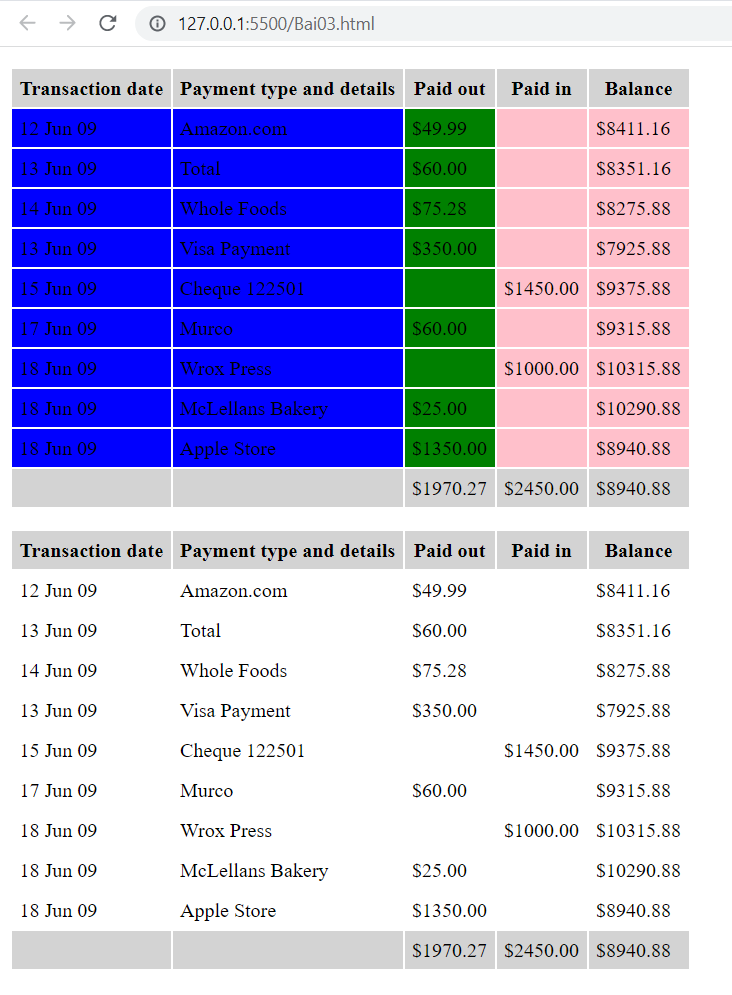 127.0.0.1:5500/Bai03.html
Transaction date Payment type and details Paid out Paid in Balance
12 Jun 09 Amazon.com $49.99 $8411.16
13 Jun 09 Total $60.00 $8351.16
14 Jun 09 Whole Foods $75.28 $8275.88
13 Jun 09 Visa Payment $350.00 $7925.88
15 Jun 09 Cheque 122501 $1450.00 $9375.88
17 Jun 09 Murco $60.00 $9315.88
18 Jun 09 Wrox Press $1000.00 $10315.88
18 Jun 09 McLellans Bakery $25.00 $10290.88
18 Jun 09 Apple Store $1350.00 $8940.88
$1970.27 $2450.00 $8940.88
Transaction date Payment type and details Paid out Paid in Balance
12 Jun 09 Amazon.com $49.99 $8411.16
13 Jun 09 Total $60.00 $8351.16
14 Jun 09 Whole Foods $75.28 $8275.88
13 Jun 09 Visa Payment $350.00 $7925.88
15 Jun 09 Cheque 122501 $1450.00 $9375.88
17 Jun 09 Murco $60.00 $9315.88
18 Jun 09 Wrox Press $1000.00 $10315.88
18 Jun 09 McLellans Bakery $25.00 $10290.88
18 Jun 09 Apple Store $1350.00 $8940.88
$1970.27 $2450.00 $8940.88